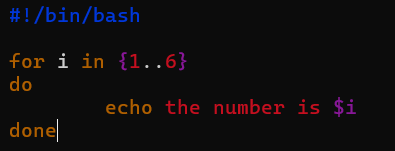 #!/bin/bash

for i in {1..6}
do
        echo the number is $i
done